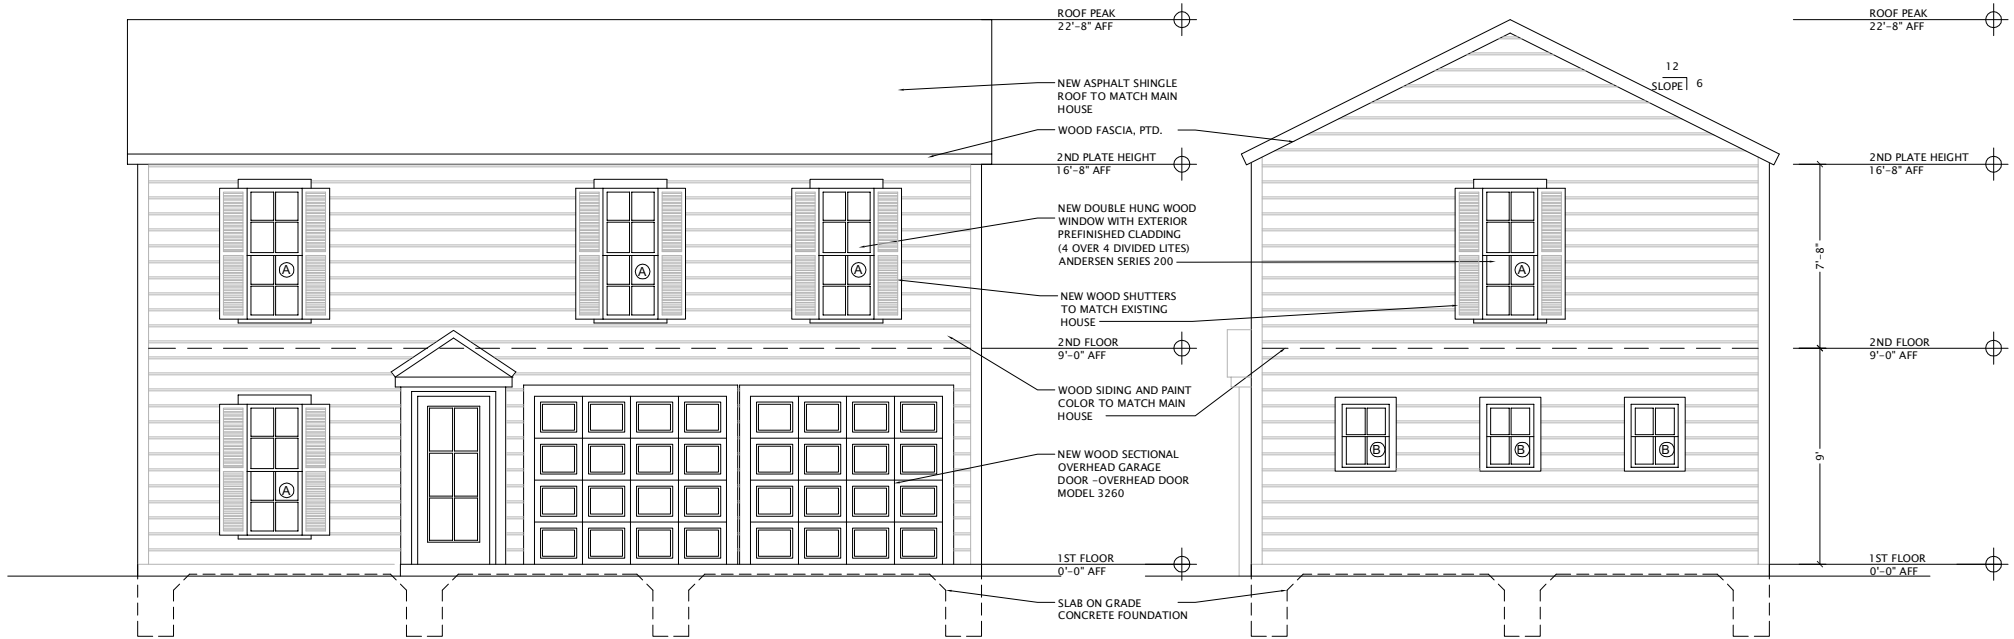 ROOF PEAK
22'-8" AFF
NEW ASPHALT SHINGLE
ROOF TO MATCH MAIN
HOUSE
WOOD FASCIA, PTD.
2ND PLATE HEIGHT
16'-8" AFF
NEW DOUBLE HUNG WOOD
WINDOW WITH EXTERIOR
PREFINISHED CLADDING
(4 OVER 4 DIVIDED LITES)
ANDERSEN SERIES 200
NEW WOOD SHUTTERS
TO MATCH EXISTING
HOUSE
2ND FLOOR
9'-0" AFF
WOOD SIDING AND PAINT
COLOR TO MATCH MAIN
HOUSE
NEW WOOD SECTIONAL
OVERHEAD GARAGE
DOOR -OVERHEAD DOOR
MODEL 3260
1ST FLOOR
0'-0" AFF
SLAB ON GRADE
CONCRETE FOUNDATION
A
A
A
A
12
SLOPE 6
A
B
B
B
ROOF PEAK
22'-8" AFF
2ND PLATE HEIGHT
16'-8" AFF
7'-8"
2ND FLOOR
9'-0" AFF
9'
1ST FLOOR
0'-0" AFF